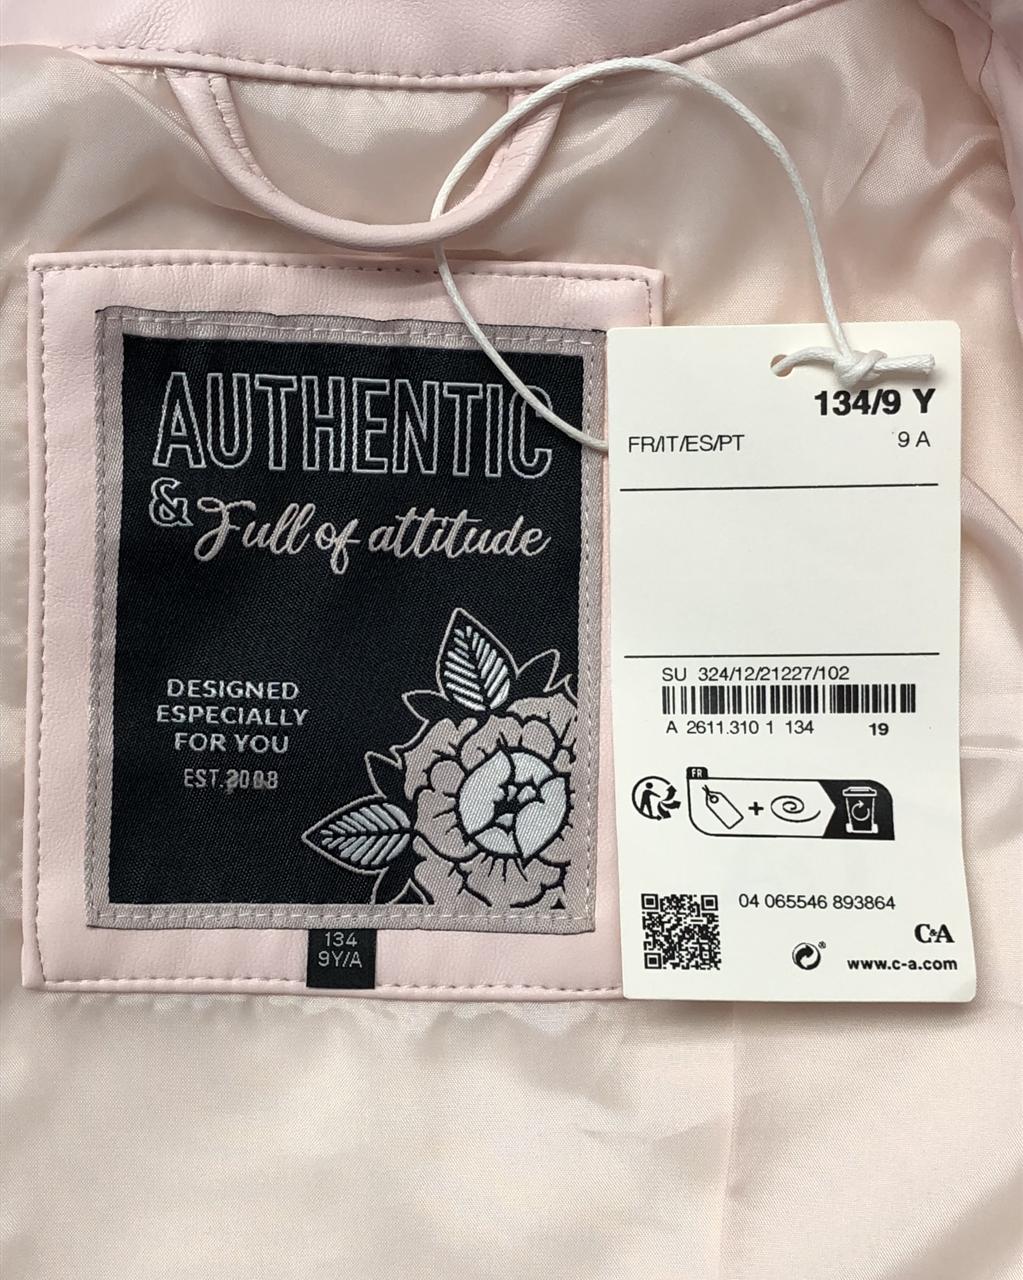 AUTHENTIC
& Full of attitude
DESIGNED
ESPECIALLY
FOR YOU
EST.
134
9Y/A
134/9 Y
FR/IT/ES/PT 9 A
SU 324/12/21227/102
A 2611.310 1 134 19
FR
+
04 065546 893864
C&A
®
www.c-a.com